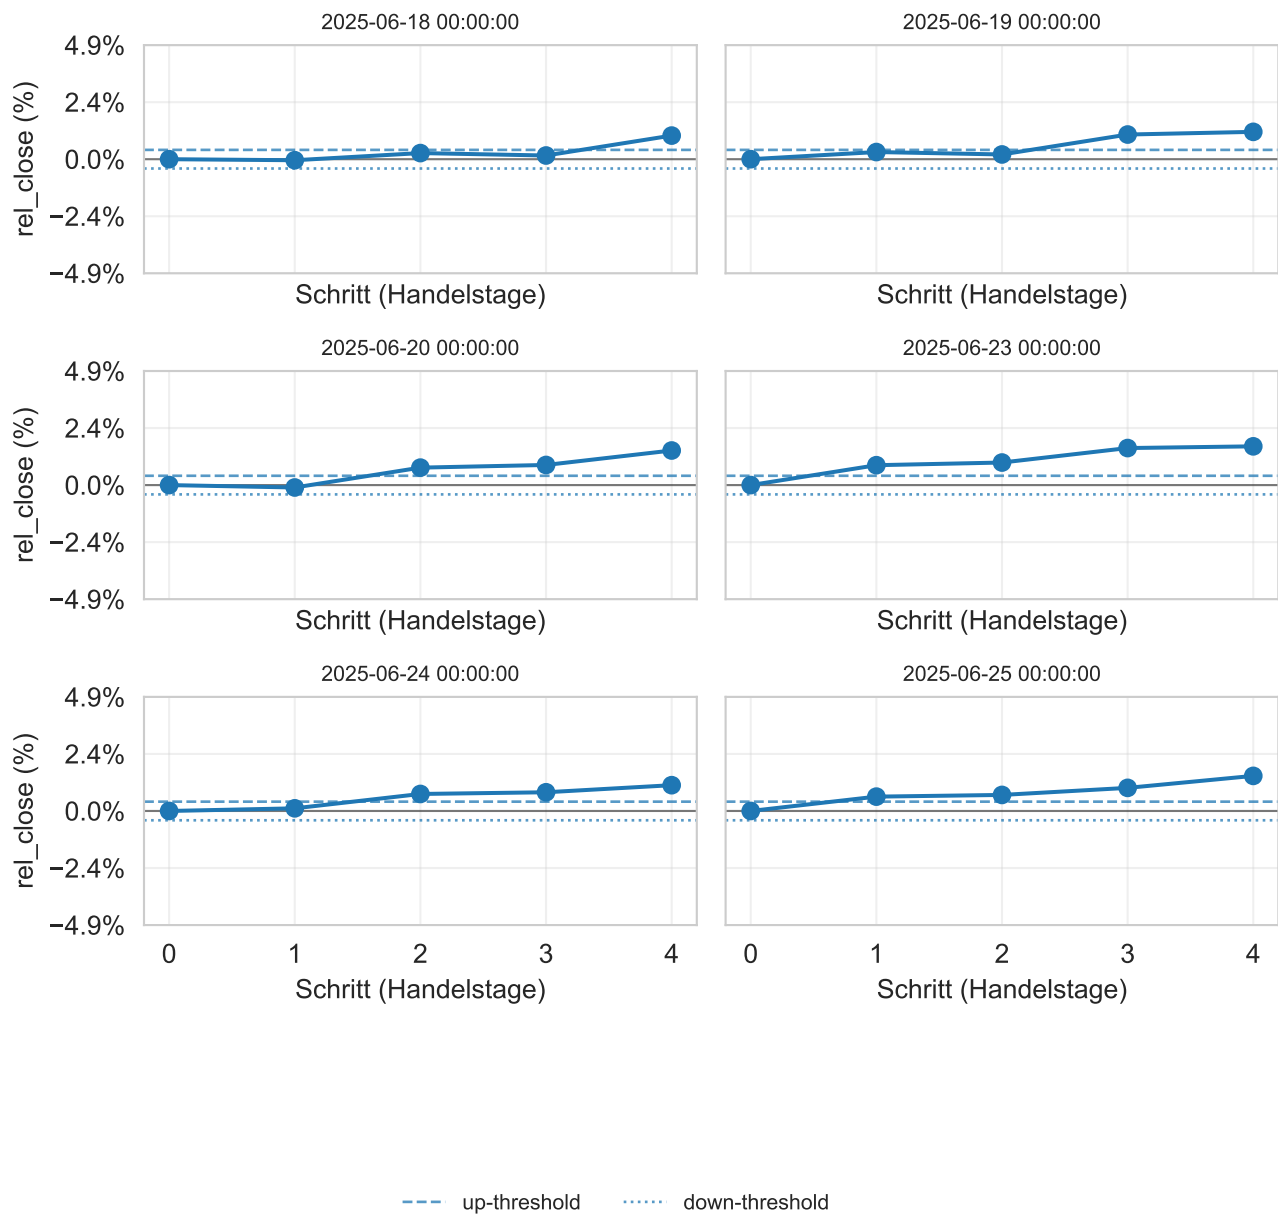 2025-06-18 00:00:00
2025-06-19 00:00:00
4.9%
2.4%
0.0%
−2.4%
−4.9%
rel_close (%)
Schritt (Handelstage)
Schritt (Handelstage)
2025-06-20 00:00:00
2025-06-23 00:00:00
4.9%
2.4%
0.0%
−2.4%
−4.9%
rel_close (%)
Schritt (Handelstage)
Schritt (Handelstage)
2025-06-24 00:00:00
2025-06-25 00:00:00
4.9%
2.4%
0.0%
−2.4%
−4.9%
rel_close (%)
0 1 2 3 4
0 1 2 3 4
Schritt (Handelstage)
Schritt (Handelstage)
up-threshold
down-threshold